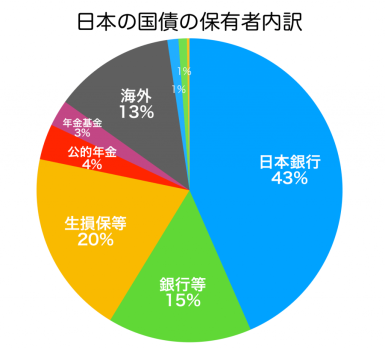 日本の国債の保有者内訳
日本銀行
43%
銀行等
15%
生損保等
20%
公的年金
4%
年金基金
3%
海外
13%
1%
1%